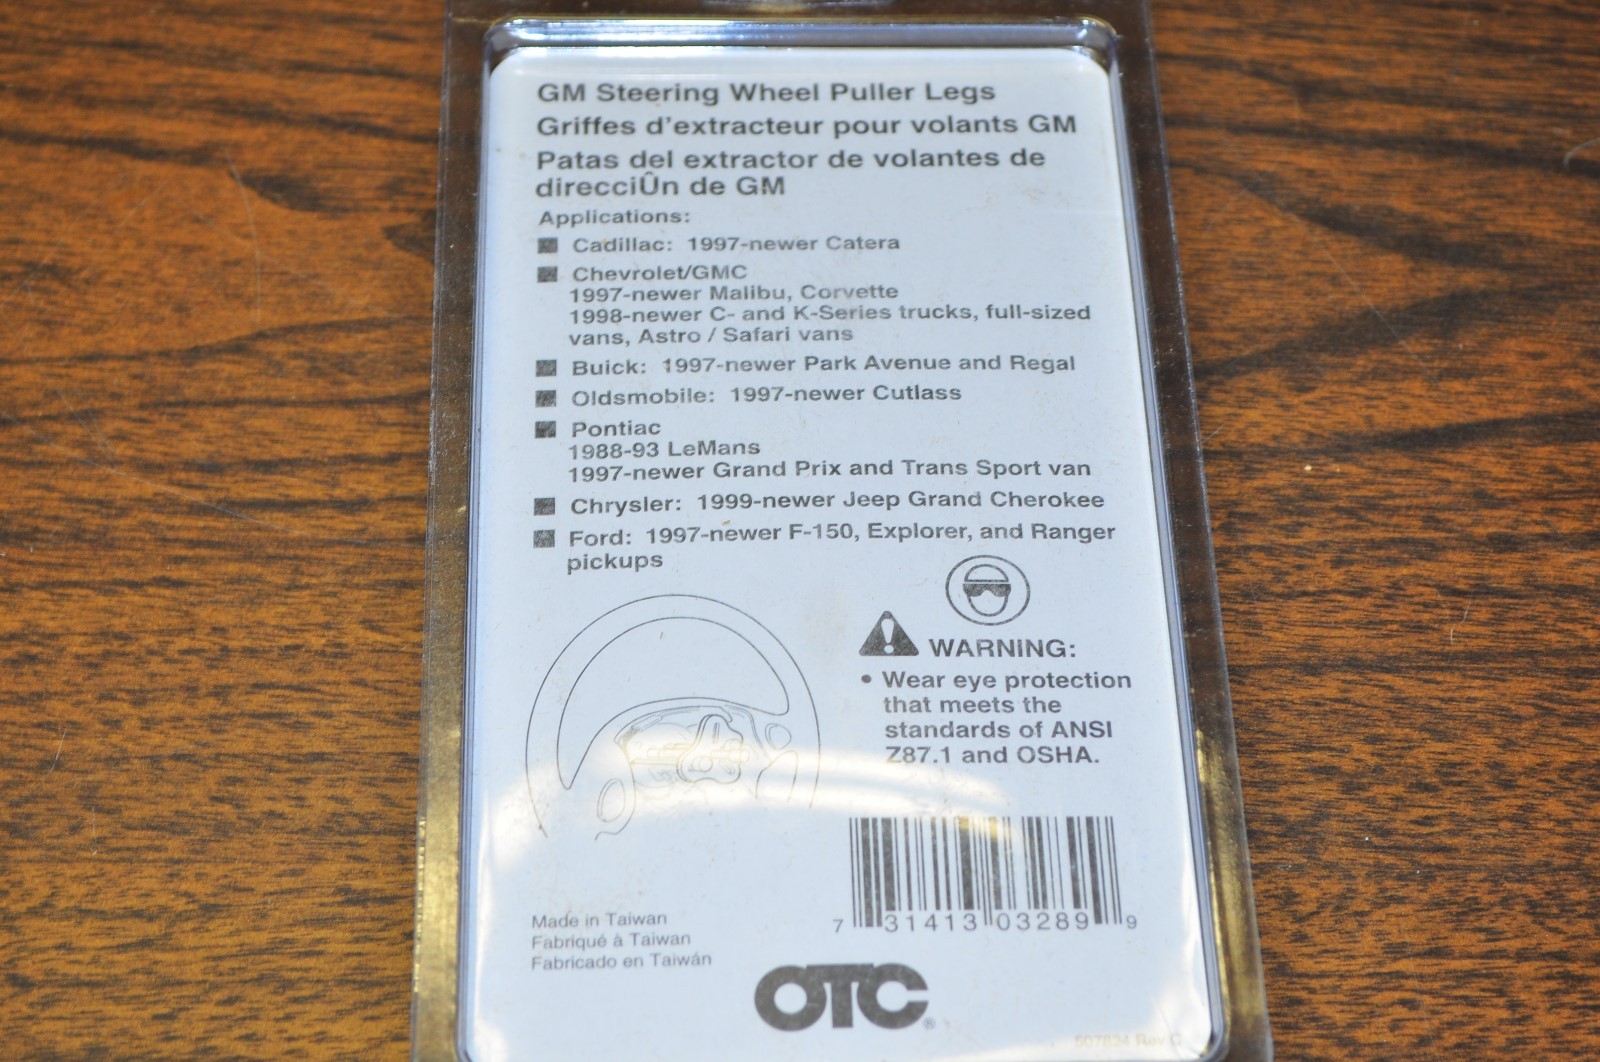 GM Steering Wheel Puller Legs
Griffes d'extracteur pour volants GM
Patas del extractor de volantes de
direcciÛn de GM
Applications:
Cadillac: 1997-newer Catera
Chevrolet/GMC
1997-newer Malibu, Corvette
1998-newer C- and K-Series trucks, full-sized
vans, Astro / Safari vans
Buick: 1997-newer Park Avenue and Regal
Oldsmobile: 1997-newer Cutlass
Pontiac
1988-93 LeMans
1997-newer Grand Prix and Trans Sport van
Chrysler: 1999-newer Jeep Grand Cherokee
Ford: 1997-newer F-150, Explorer, and Ranger
pickups
WARNING:
• Wear eye protection
that meets the
standards of ANSI
Z87.1 and OSHA.
7 31413 03289 9
Made in Taiwan
Fabriqué à Taiwan
Fabricado en Taiwán
OTC®
507834 Rev C